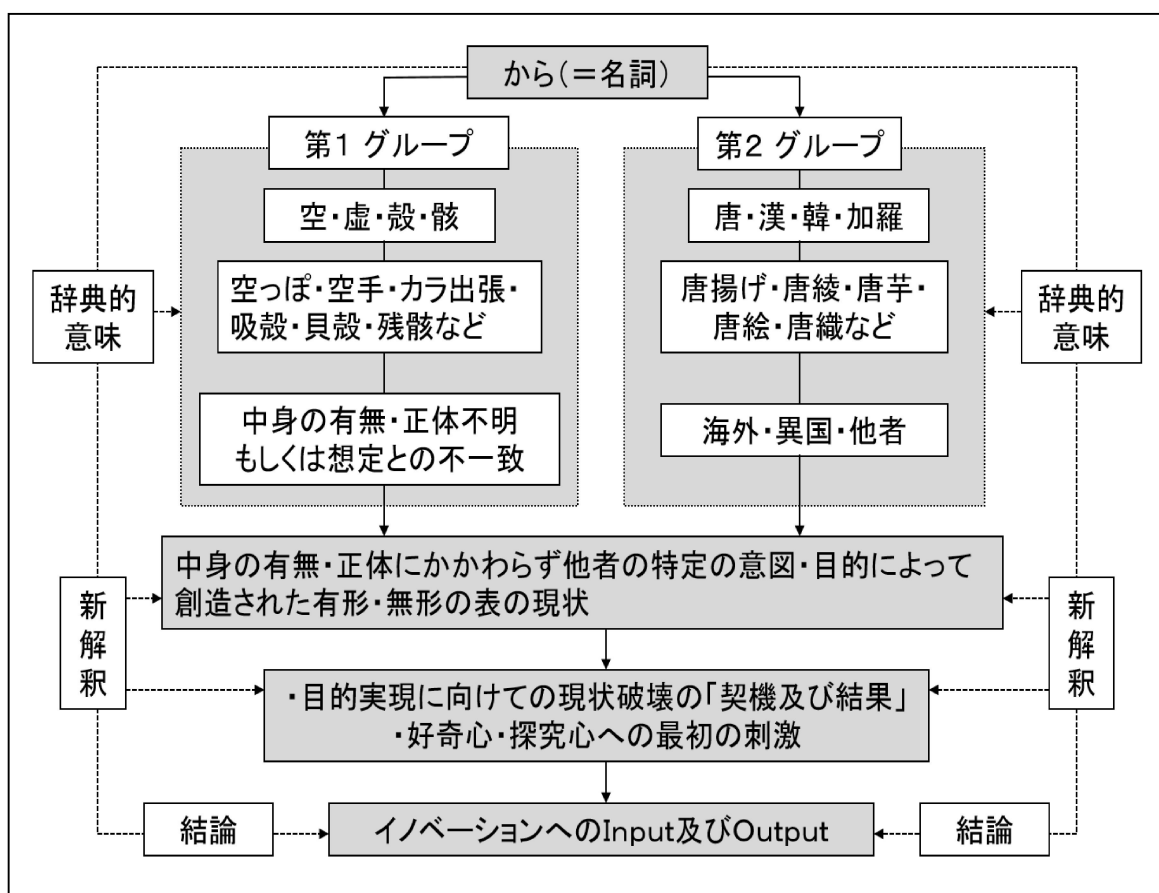 から(=名詞)
第1 グループ
第2 グループ
空・虚・殻・骸
唐・漢・韓・加羅
辞典的
意味
空っぽ・空手・カラ出張・
吸殻・貝殻・残骸など
唐揚げ・唐綾・唐芋・
唐絵・唐織など
辞典的
意味
中身の有無・正体不明
もしくは想定との不一致
海外・異国・他者
新
解
釈
中身の有無・正体にかかわらず他者の特定の意図・目的によって
創造された有形・無形の表の現状
新
解
釈
・目的実現に向けての現状破壊の「契機及び結果」
・好奇心・探究心への最初の刺激
結論
イノベーションへのInput及びOutput
結論